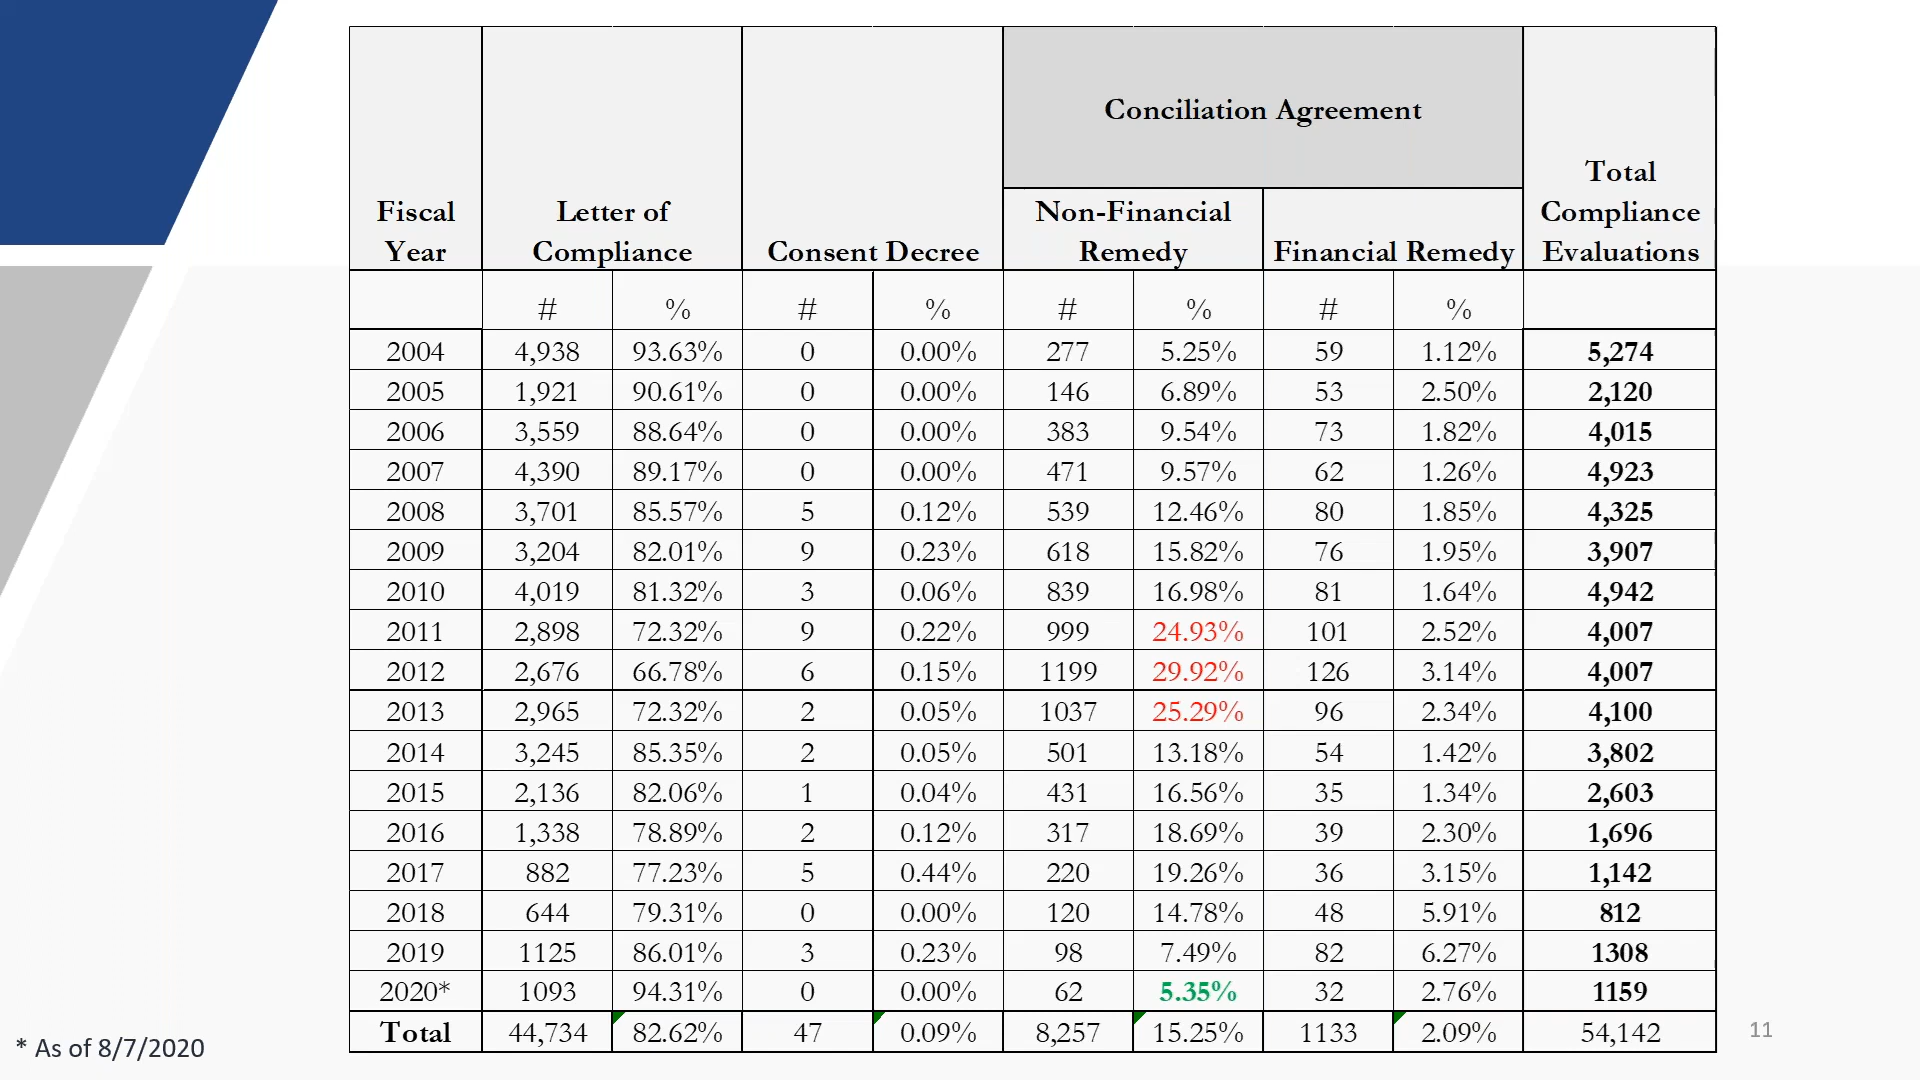 Conciliation Agreement
Total
Compliance
Evaluations
Fiscal
Year
Letter of
Compliance
Consent Decree
Non-Financial
Remedy
Financial Remedy
# % # % # % # %
2004 4,938 93.63% 0 0.00% 277 5.25% 59 1.12% 5,274
2005 1,921 90.61% 0 0.00% 146 6.89% 53 2.50% 2,120
2006 3,559 88.64% 0 0.00% 383 9.54% 73 1.82% 4,015
2007 4,390 89.17% 0 0.00% 471 9.57% 62 1.26% 4,923
2008 3,701 85.57% 5 0.12% 539 12.46% 80 1.85% 4,325
2009 3,204 82.01% 9 0.23% 618 15.82% 76 1.95% 3,907
2010 4,019 81.32% 3 0.06% 839 16.98% 81 1.64% 4,942
2011 2,898 72.32% 9 0.22% 999 24.93% 101 2.52% 4,007
2012 2,676 66.78% 6 0.15% 1199 29.92% 126 3.14% 4,007
2013 2,965 72.32% 2 0.05% 1037 25.29% 96 2.34% 4,100
2014 3,245 85.35% 2 0.05% 501 13.18% 54 1.42% 3,802
2015 2,136 82.06% 1 0.04% 431 16.56% 35 1.34% 2,603
2016 1,338 78.89% 2 0.12% 317 18.69% 39 2.30% 1,696
2017 882 77.23% 5 0.44% 220 19.26% 36 3.15% 1,142
2018 644 79.31% 0 0.00% 120 14.78% 48 5.91% 812
2019 1125 86.01% 3 0.23% 98 7.49% 82 6.27% 1308
2020* 1093 94.31% 0 0.00% 62 5.35% 32 2.76% 1159
Total 44,734 82.62% 47 0.09% 8,257 15.25% 1133 2.09% 54,142
* As of 8/7/2020
11